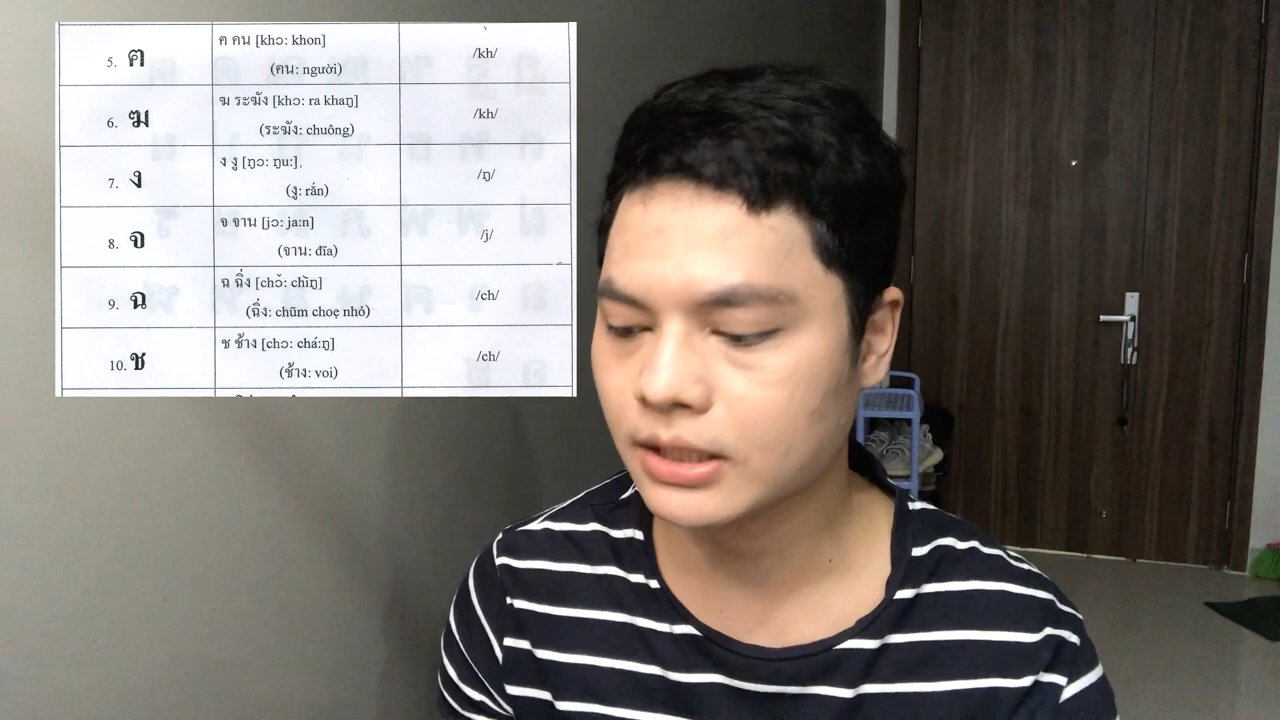 5. ฅ
ฅ คน [khɔ: khon]
(คน: người)
/kh/
6. ฆ
ฆ ระฆัง [khɔ: ra khaŋ]
(ระฆัง: chuông)
/kh/
7. ง
ง งู [ŋɔ: ŋu:]
(งู: rắn)
/ŋ/
8. จ
จ จาน [jɔ: ja:n]
(จาน: đĩa)
/j/
9. ฉ
ฉ ฉิ่ง [chɔ̌: chìŋ]
(ฉิ่ง: chũm chọe nhỏ)
/ch/
10. ช
ช ช้าง [chɔ: chá:ŋ]
(ช้าง: voi)
/ch/